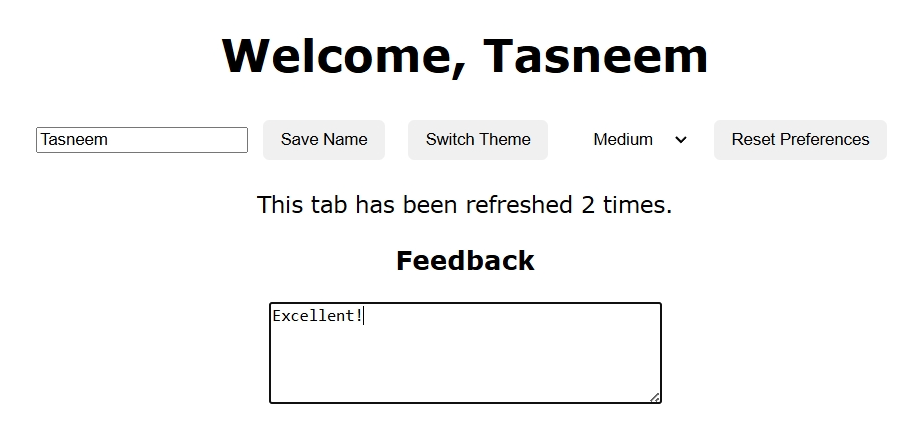 Welcome, Tasneem
Tasneem Save Name Switch Theme Medium Reset Preferences
This tab has been refreshed 2 times.
Feedback
Excellent!